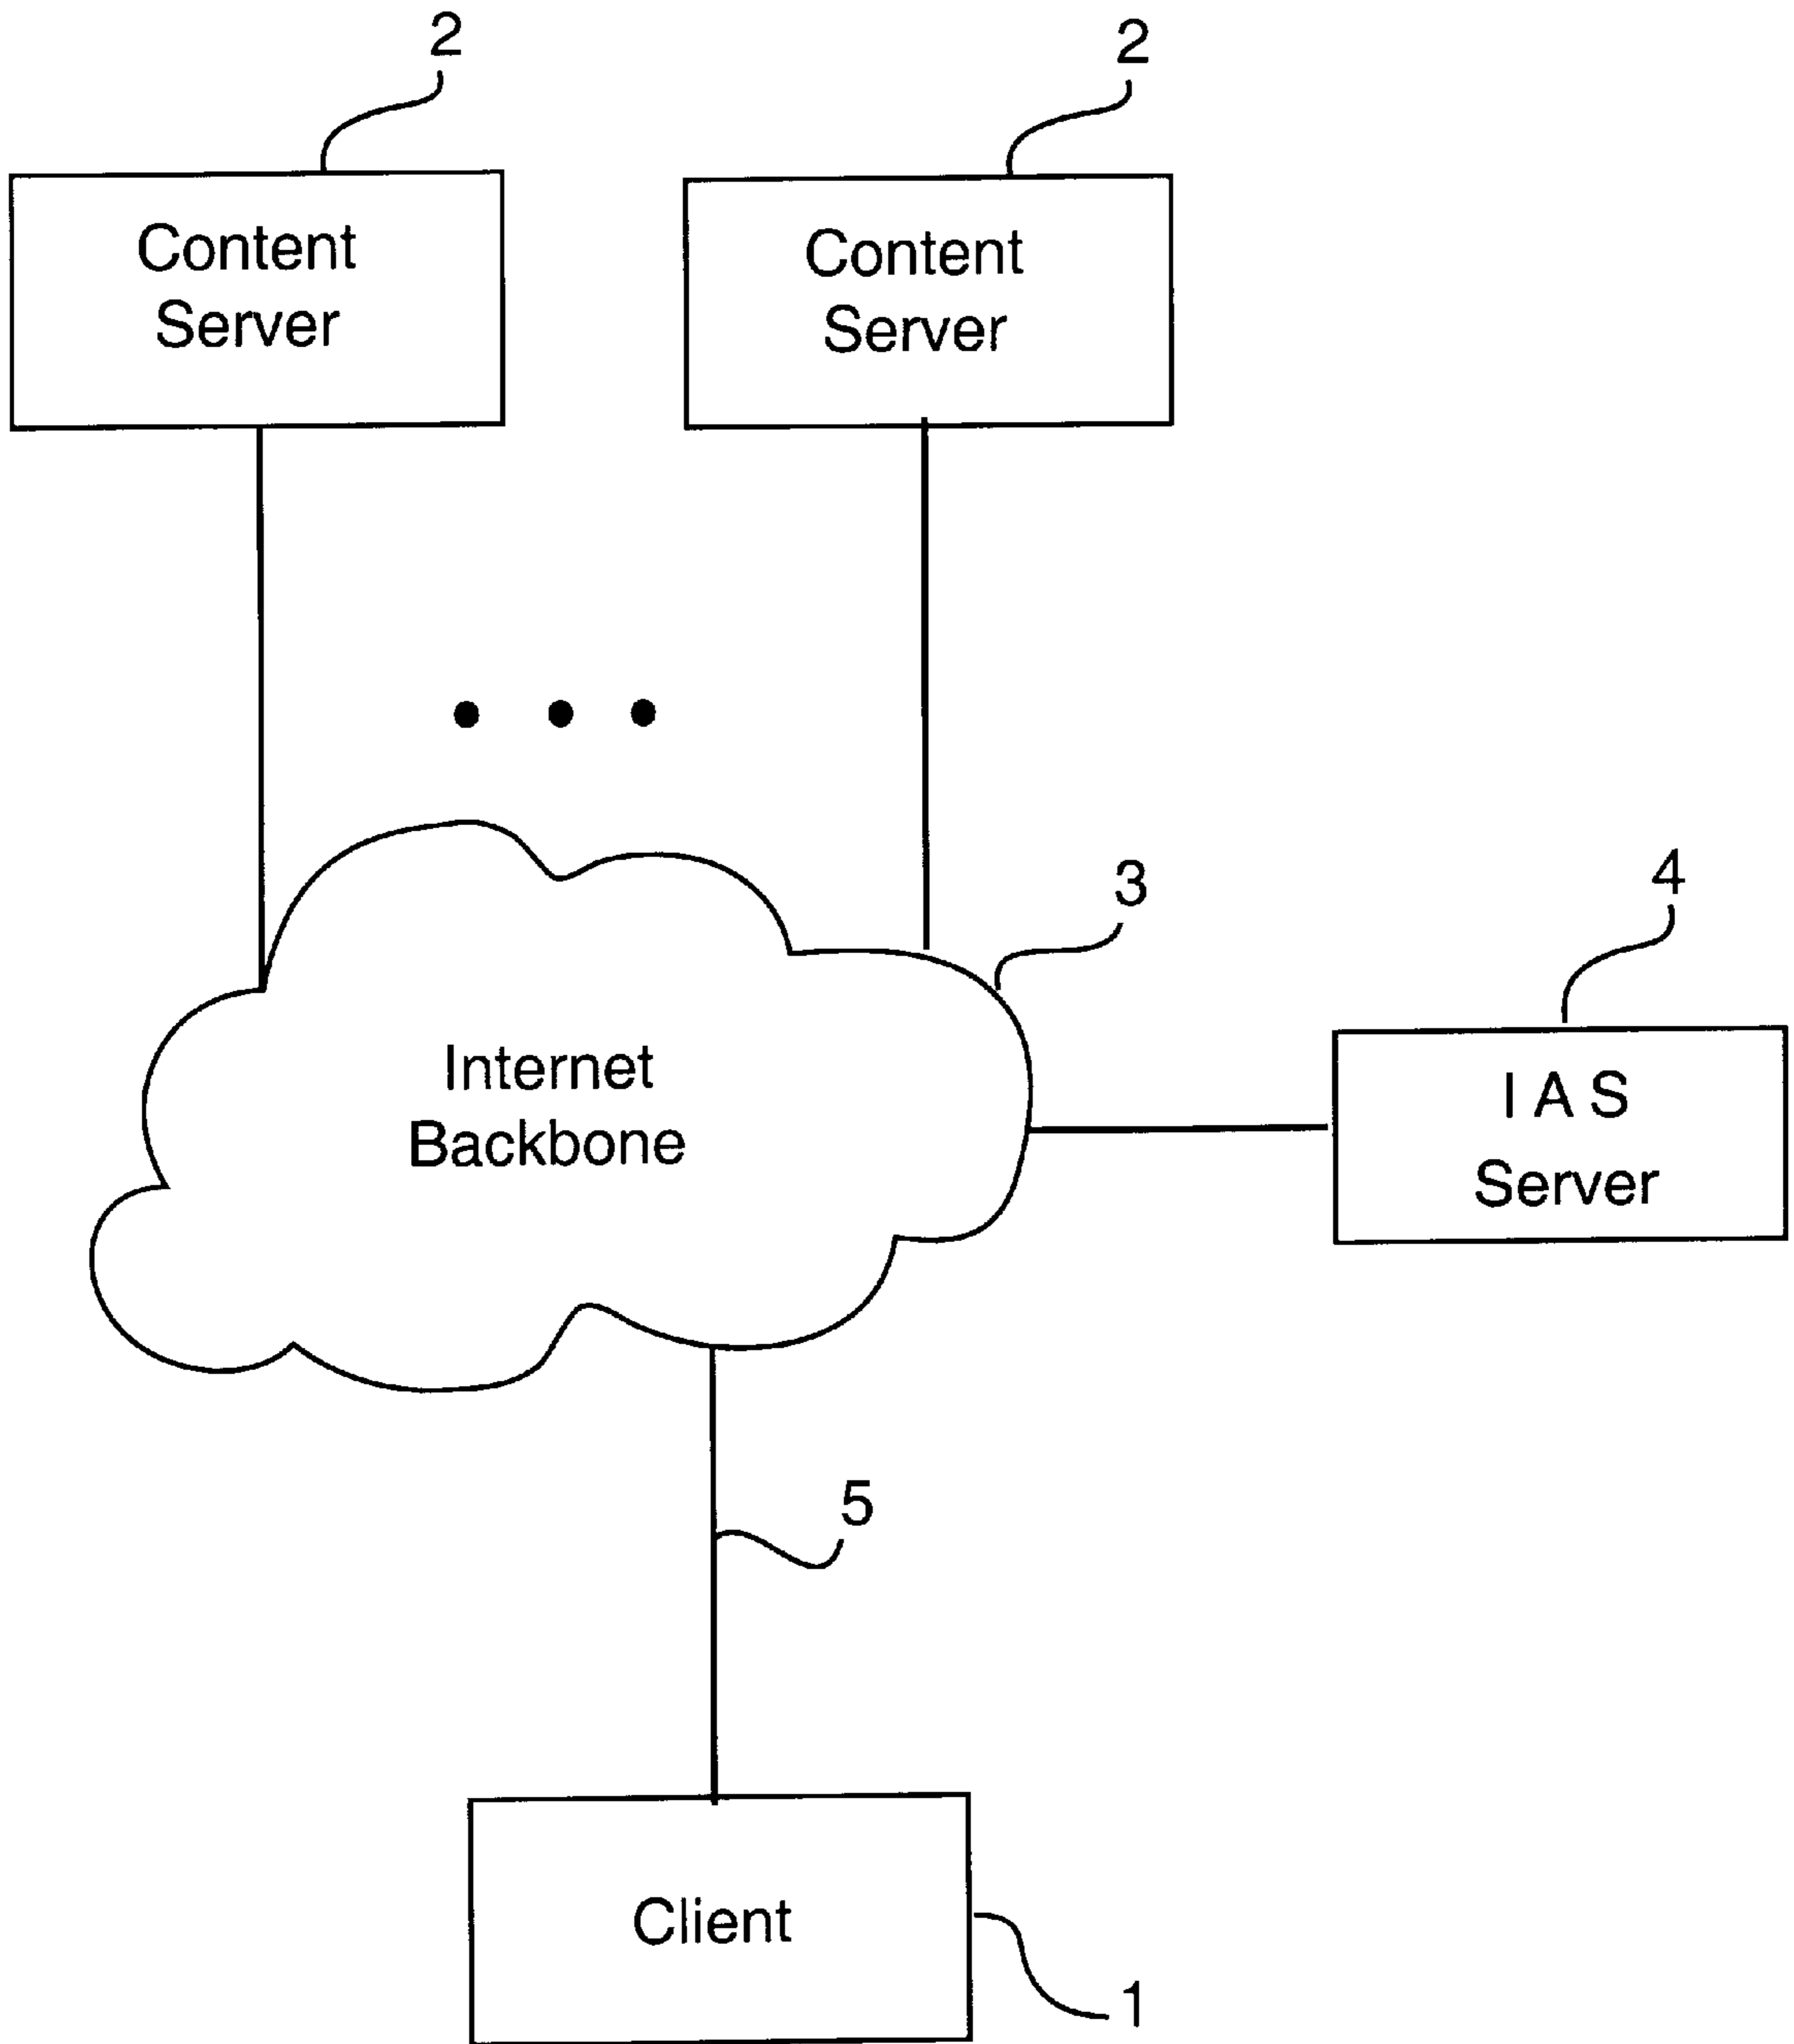 2
2
Content
Server
Content
Server
3
4
Internet
Backbone
I A S
Server
5
Client
1